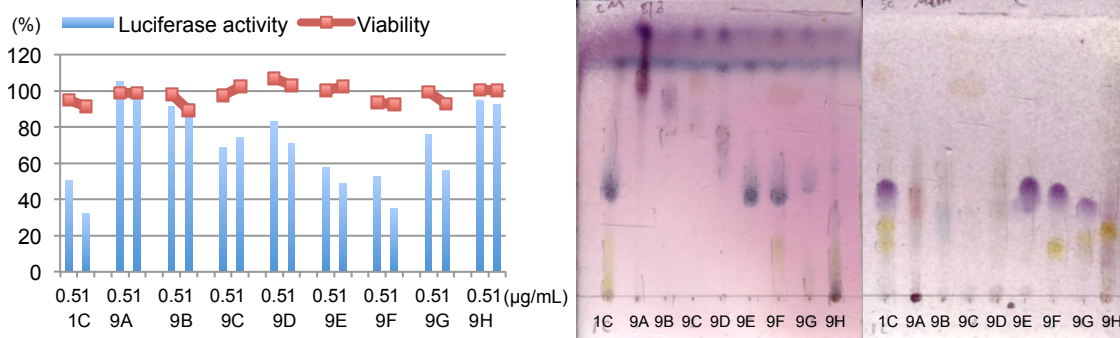 (%) Luciferase activity Viability
120
100
80
60
40
20
0
0.51 0.51 0.51 0.51 0.51 0.51 0.51 0.51 0.51 (μg/mL)
1C 9A 9B 9C 9D 9E 9F 9G 9H
1C 9A 9B 9C 9D 9E 9F 9G 9H
1C 9A 9B 9C 9D 9E 9F 9G 9H